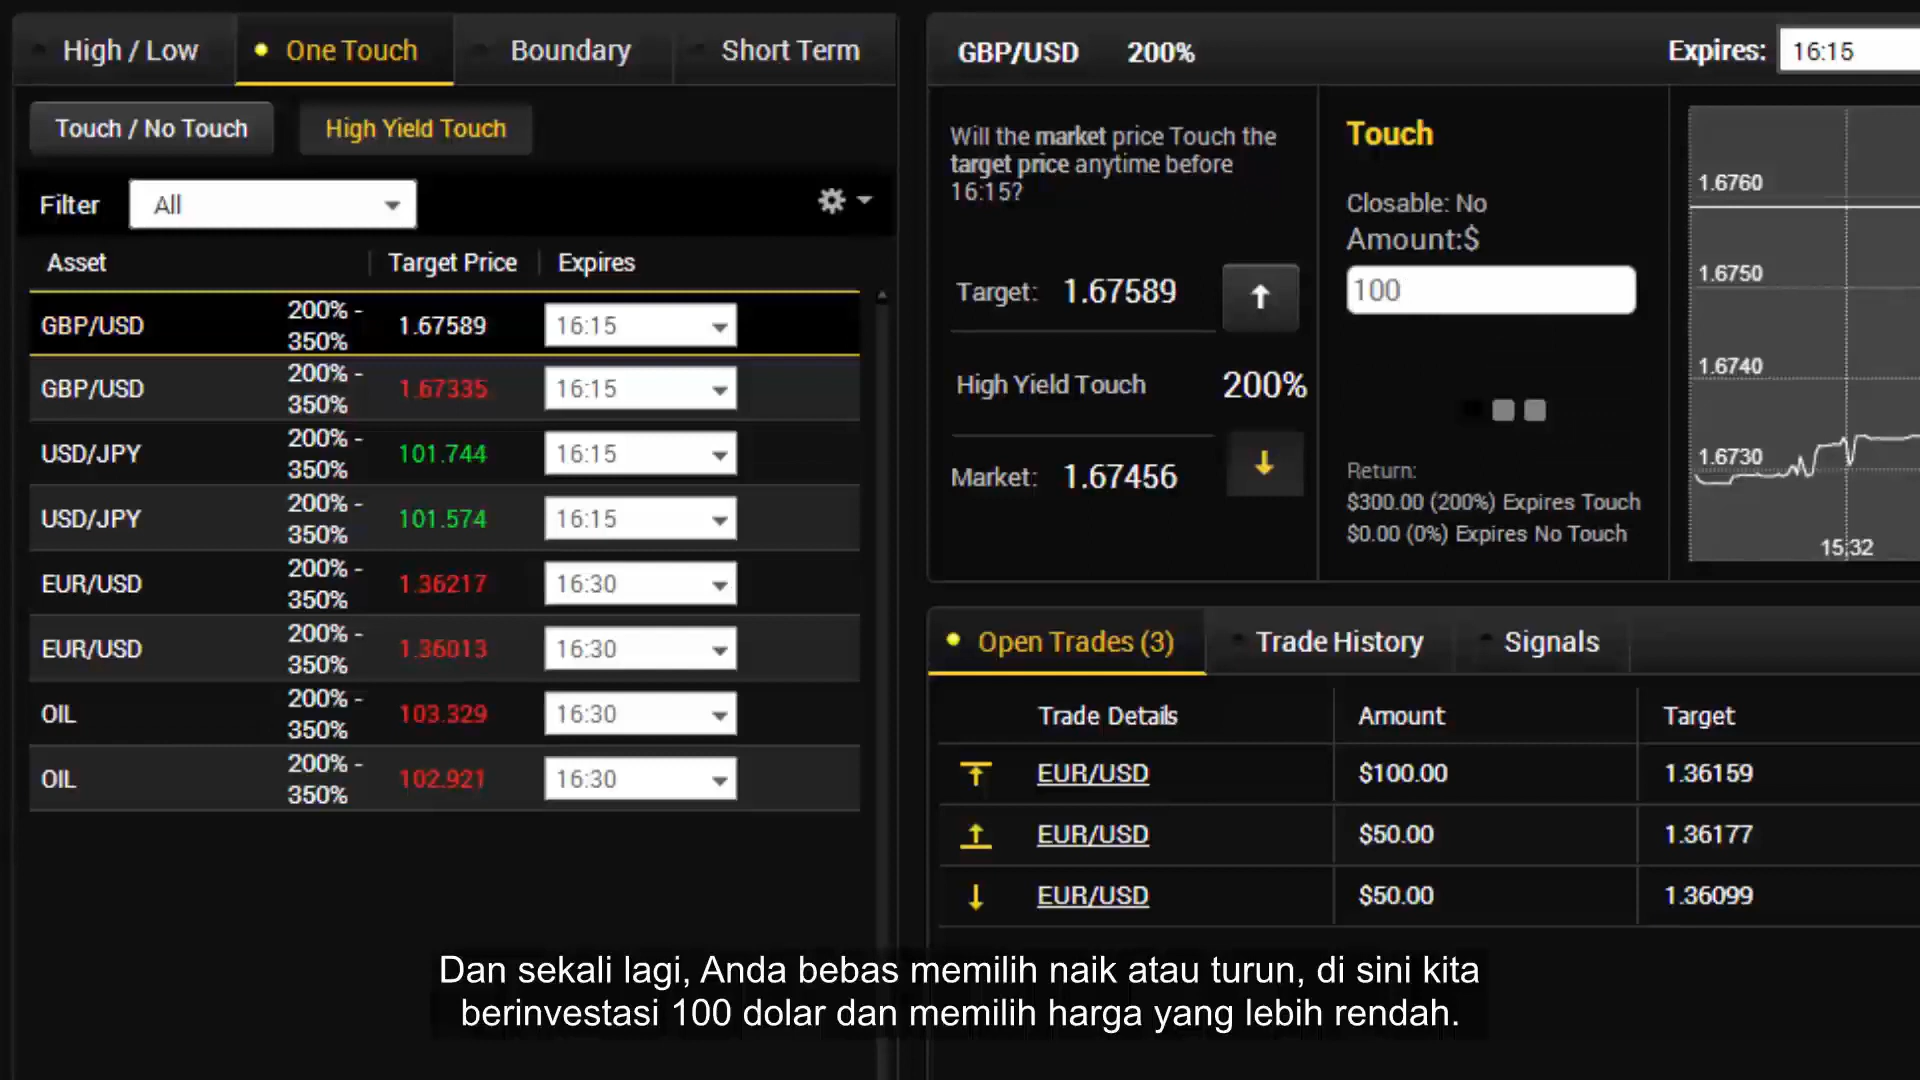 High / Low
One Touch
Boundary
Short Term
Touch / No Touch
High Yield Touch
Filter
All
Asset
Target Price
Expires
GBP/USD 200% - 350% 1.67589 16:15
GBP/USD 200% - 350% 1.67335 16:15
USD/JPY 200% - 350% 101.744 16:15
USD/JPY 200% - 350% 101.574 16:15
EUR/USD 200% - 350% 1.36217 16:30
EUR/USD 200% - 350% 1.36013 16:30
OIL 200% - 350% 103.329 16:30
OIL 200% - 350% 102.921 16:30
GBP/USD 200%
Expires: 16:15
Will the market price Touch the
target price anytime before
16:15?
Target: 1.67589
High Yield Touch 200%
Market: 1.67456
Touch
Closable: No
Amount:$
100
Return:
$300.00 (200%) Expires Touch
$0.00 (0%) Expires No Touch
1.6760
1.6750
1.6740
1.6730
15:32
Open Trades (3)
Trade History
Signals
Trade Details Amount Target
EUR/USD $100.00 1.36159
EUR/USD $50.00 1.36177
EUR/USD $50.00 1.36099
Dan sekali lagi, Anda bebas memilih naik atau turun, di sini kita
berinvestasi 100 dolar dan memilih harga yang lebih rendah.